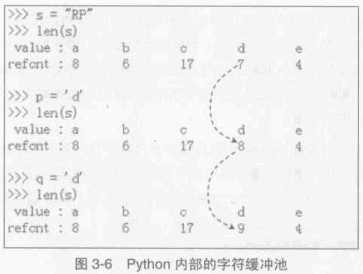 >>> s = "RP"
>>> len(s)
value : a b c d e
refcnt : 8 6 17 7 4
>>> p = 'd'
>>> len(s)
value : a b c d e
refcnt : 8 6 17 8 4
>>> q = 'd'
>>> len(s)
value : a b c d e
refcnt : 8 6 17 9 4
图 3-6 Python 内部的字符缓冲池